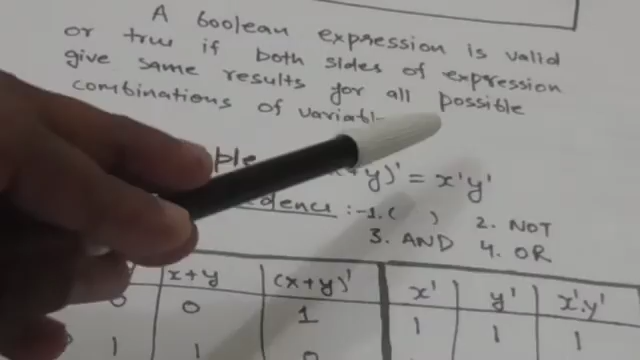 A boolean expression is valid
or true if both sides of expression
give same results for all possible
combinations of
y)' = x'y'
:-1. ( ) 2. NOT
3. AND 4. OR
x+y (x+y)' x' y' x'.y'
0 0 1 1 1 1
1 1